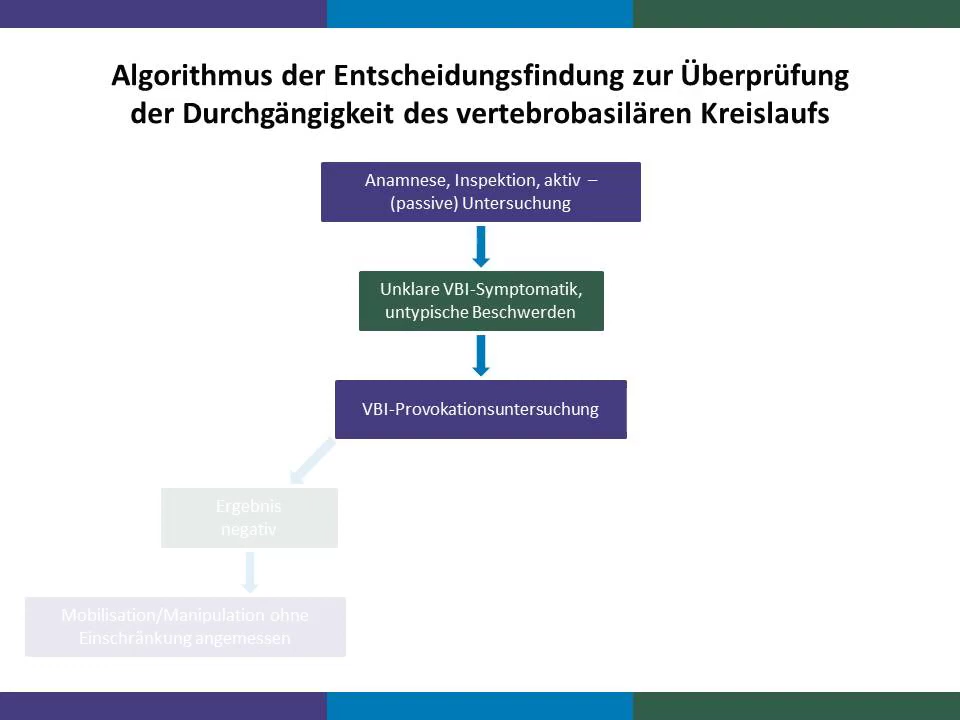 Algorithmus der Entscheidungsfindung zur Überprüfung
der Durchgängigkeit des vertebrobasilären Kreislaufs
Anamnese, Inspektion, aktiv –
(passive) Untersuchung
Unklare VBI-Symptomatik,
untypische Beschwerden
VBI-Provokationsuntersuchung
Ergebnis
negativ
Mobilisation/Manipulation ohne
Einschränkung angemessen